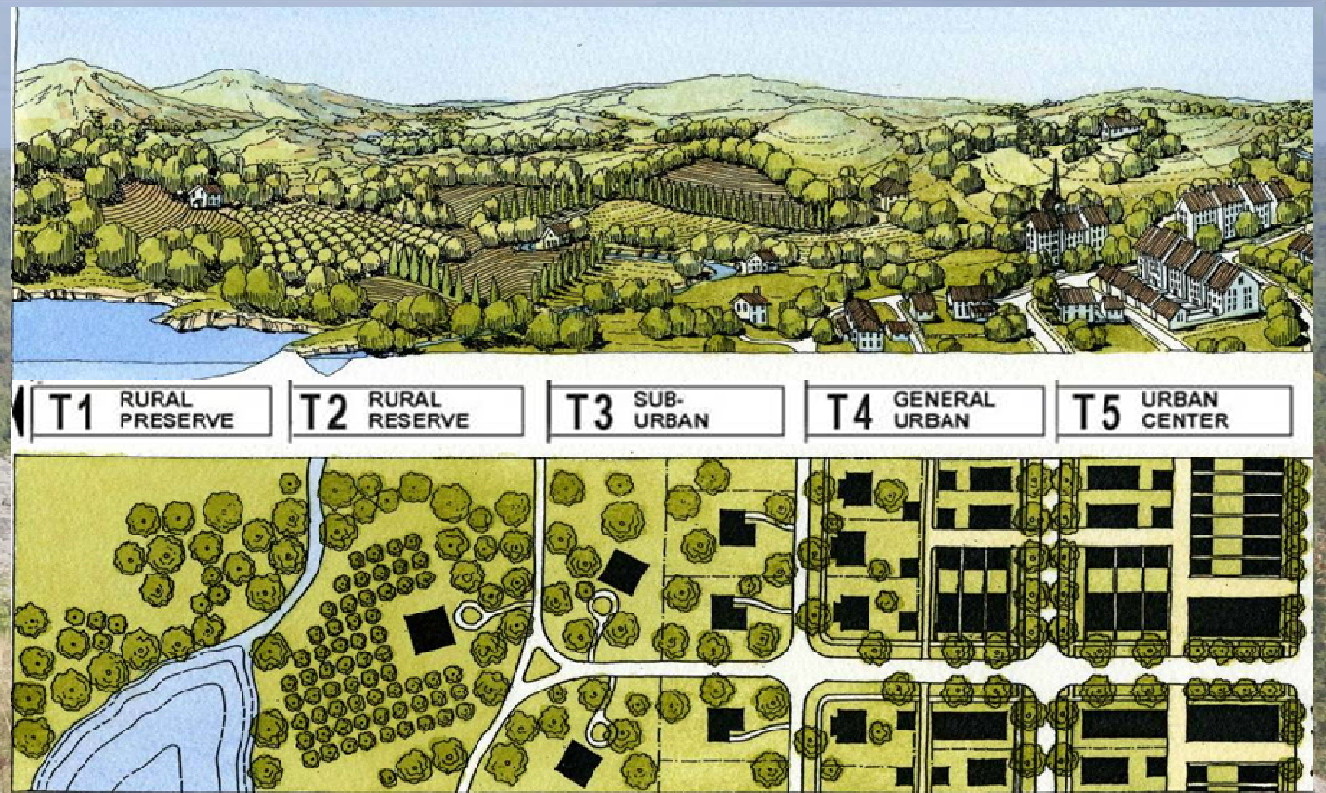 T1 RURAL
PRESERVE
T2 RURAL
RESERVE
T3 SUB-
URBAN
T4 GENERAL
URBAN
T5 URBAN
CENTER